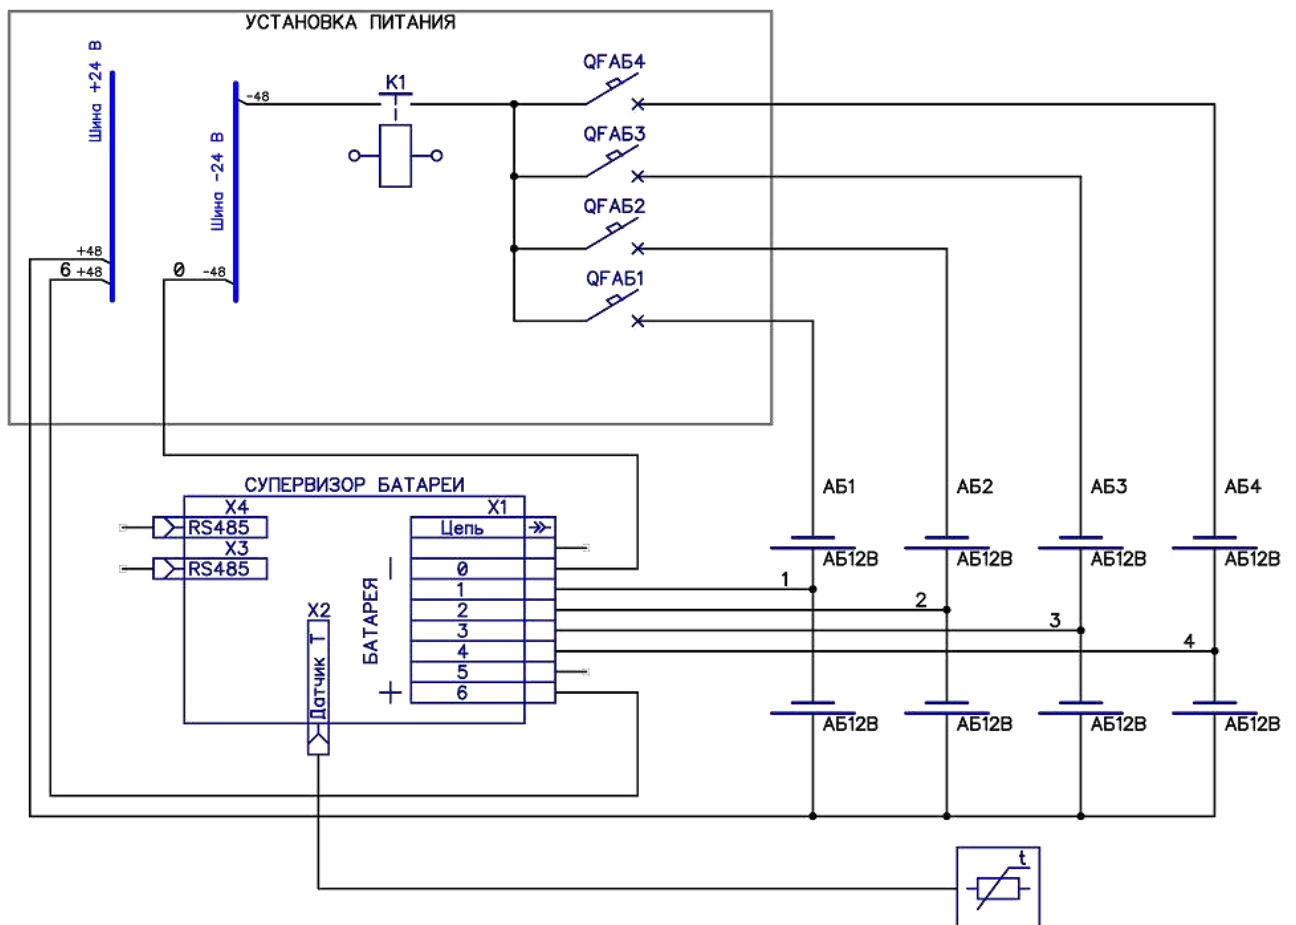 УСТАНОВКА ПИТАНИЯ
Шина +24 В
Шина -24 В
-48
К1
QFАБ4
QFАБ3
QFАБ2
QFАБ1
+48
6 +48
0 -48
СУПЕРВИЗОР БАТАРЕИ
X4
RS485
X3
RS485
X2
Датчик Т
БАТАРЕЯ
X1
Цепь
0
1
2
3
4
5
6
1
2
3
4
АБ1
АБ2
АБ3
АБ4
АБ12В
АБ12В
АБ12В
АБ12В
АБ12В
АБ12В
АБ12В
АБ12В
t